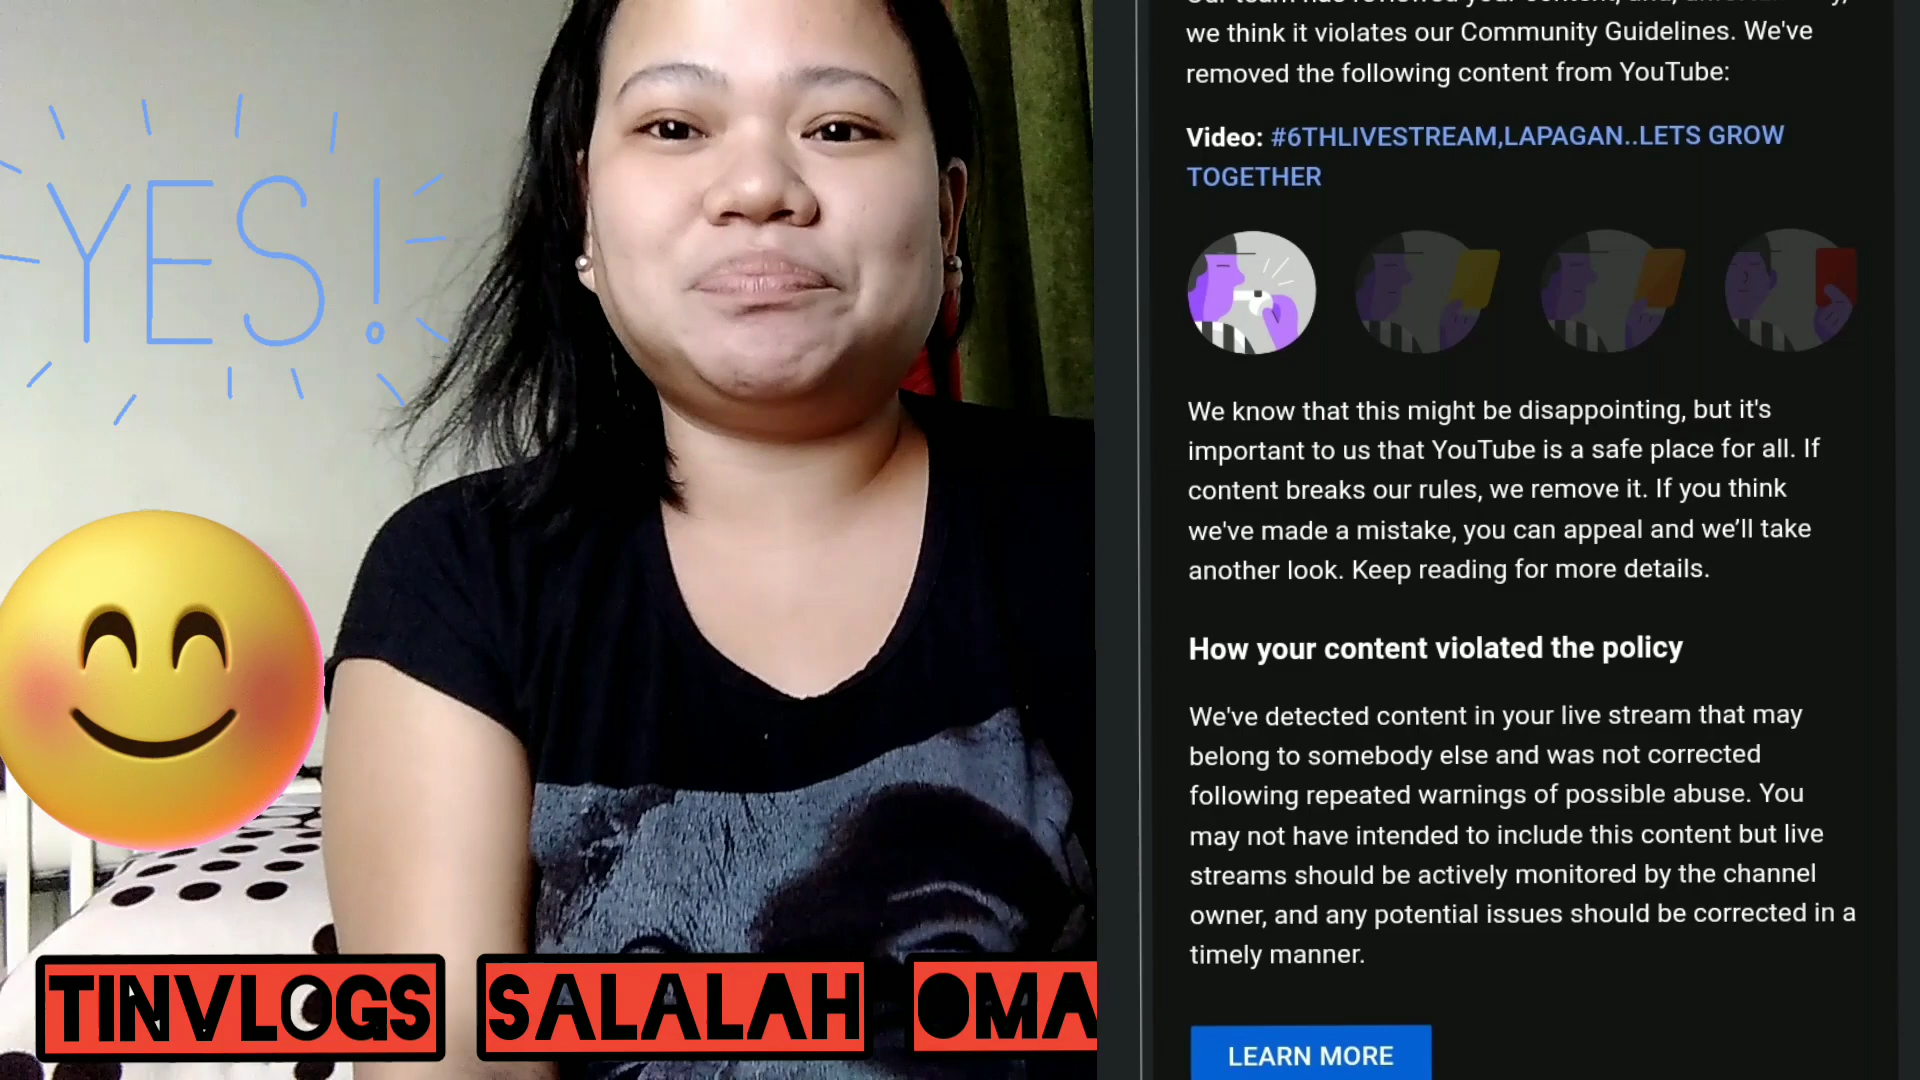 YES!
TINVLOGS SALALAH OMA
we think it violates our Community Guidelines. We've
removed the following content from YouTube:
Video: #6THLIVESTREAM,LAPAGAN..LETS GROW
TOGETHER
We know that this might be disappointing, but it's
important to us that YouTube is a safe place for all. If
content breaks our rules, we remove it. If you think
we've made a mistake, you can appeal and we’ll take
another look. Keep reading for more details.
How your content violated the policy
We've detected content in your live stream that may
belong to somebody else and was not corrected
following repeated warnings of possible abuse. You
may not have intended to include this content but live
streams should be actively monitored by the channel
owner, and any potential issues should be corrected in a
timely manner.
LEARN MORE